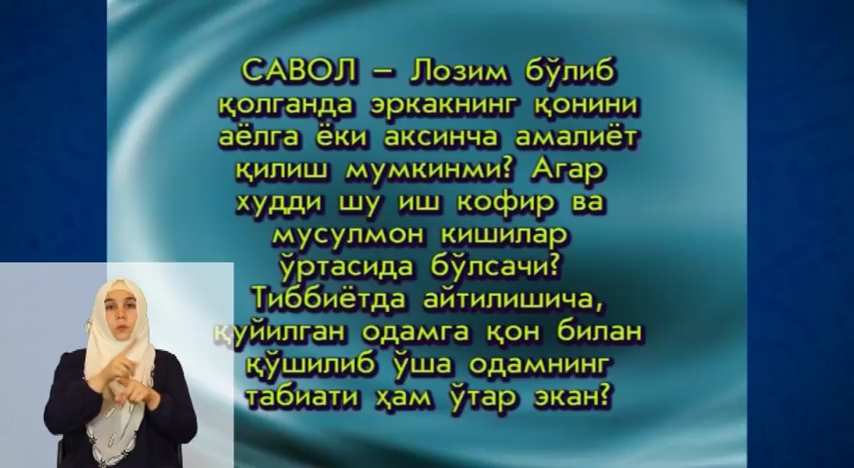 САВОЛ – Лозим бўлиб
қолганда эркакнинг қонини
аёлга ёки аксинча амалиёт
қилиш мумкинми? Агар
худди шу иш кофир ва
мусулмон кишилар
ўртасида бўлсачи?
Тиббиётда айтилишича,
қуйилган одамга қон билан
қўшилиб ўша одамнинг
табиати ҳам ўтар экан?